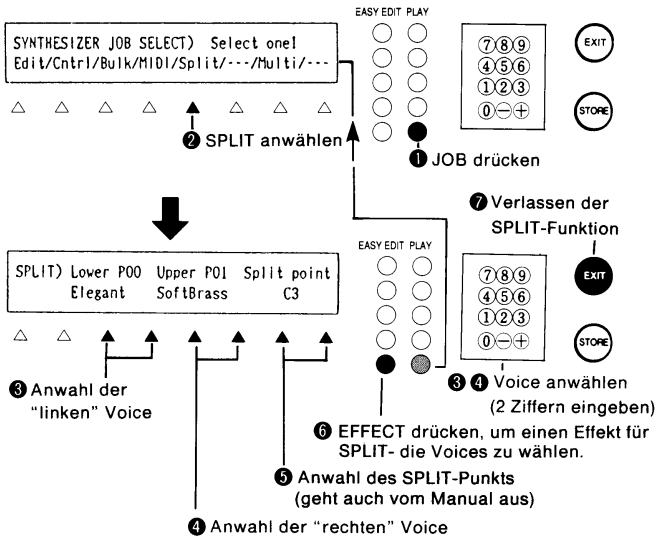 EASY EDIT PLAY
SYNTHESIZER JOB SELECT) Select one!
Edit/Cntrl/Bulk/MIDI/Split/---/Multi/---
7 8 9
4 5 6
1 2 3
0 - +
EXIT
STORE
❷ SPLIT anwählen
❶ JOB drücken
❼ Verlassen der
SPLIT-Funktion
EASY EDIT PLAY
SPLIT) Lower P00 Upper P01 Split point
Elegant SoftBrass C3
7 8 9
4 5 6
1 2 3
0 - +
EXIT
STORE
❸ Anwahl der
"linken" Voice
❸ ❹ Voice anwählen
(2 Ziffern eingeben)
❻ EFFECT drücken, um einen Effekt für
SPLIT- die Voices zu wählen.
❺ Anwahl des SPLIT-Punkts
(geht auch vom Manual aus)
❹ Anwahl der "rechten" Voice